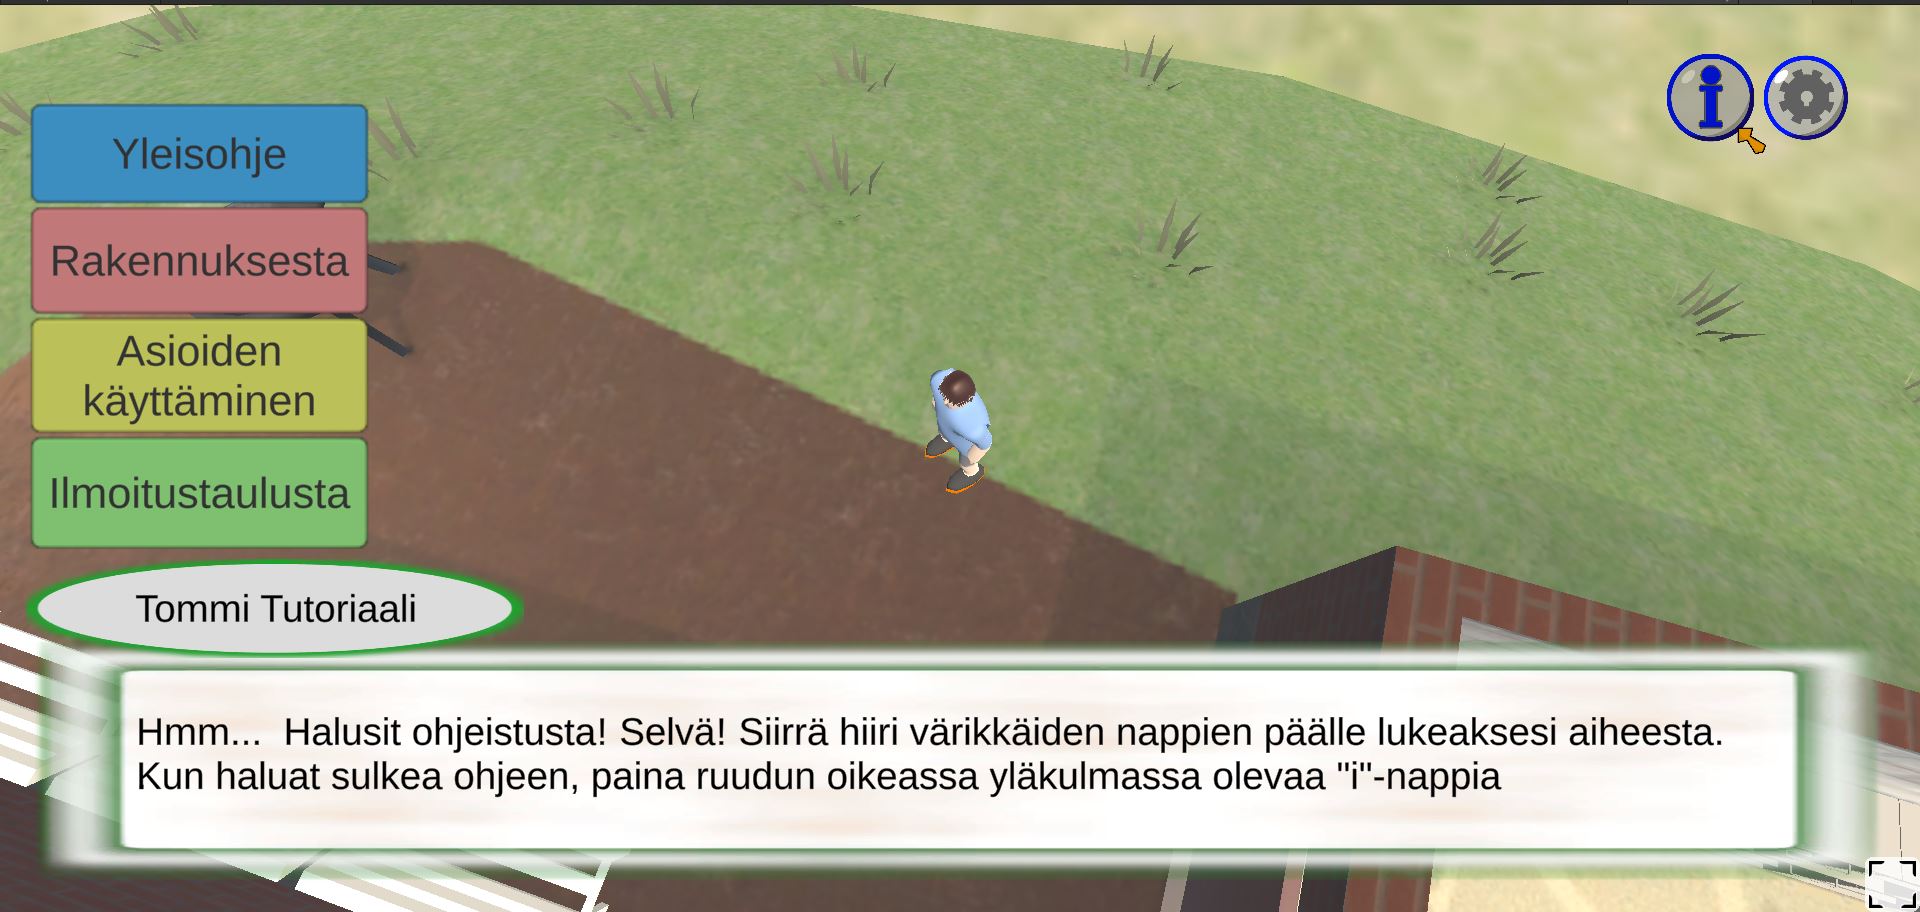 Yleisohje
Rakennuksesta
Asioiden
käyttäminen
Ilmoitustaulusta
Tommi Tutoriaali
Hmm...  Halusit ohjeistusta! Selvä! Siirrä hiiri värikkäiden nappien päälle lukeaksesi aiheesta.
Kun haluat sulkea ohjeen, paina ruudun oikeassa yläkulmassa olevaa "i"-nappia